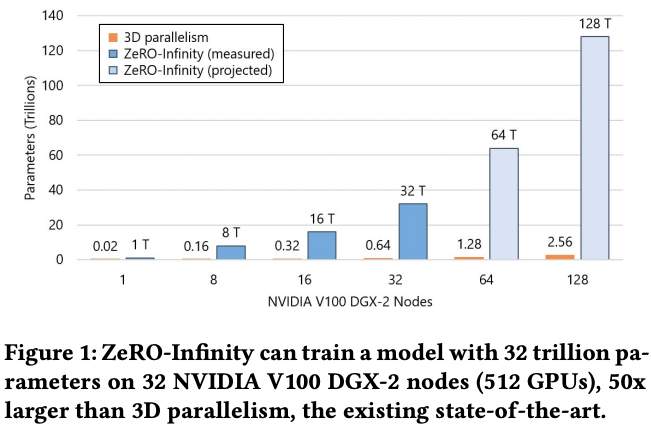 140
120
100
80
60
40
20
0
Parameters (Trillions)
3D parallelism
ZeRO-Infinity (measured)
ZeRO-Infinity (projected)
0.02 1 T
0.16 8 T
0.32 16 T
0.64 32 T
1.28 64 T
2.56 128 T
1 8 16 32 64 128
NVIDIA V100 DGX-2 Nodes
Figure 1: ZeRO-Infinity can train a model with 32 trillion pa-
rameters on 32 NVIDIA V100 DGX-2 nodes (512 GPUs), 50x
larger than 3D parallelism, the existing state-of-the-art.